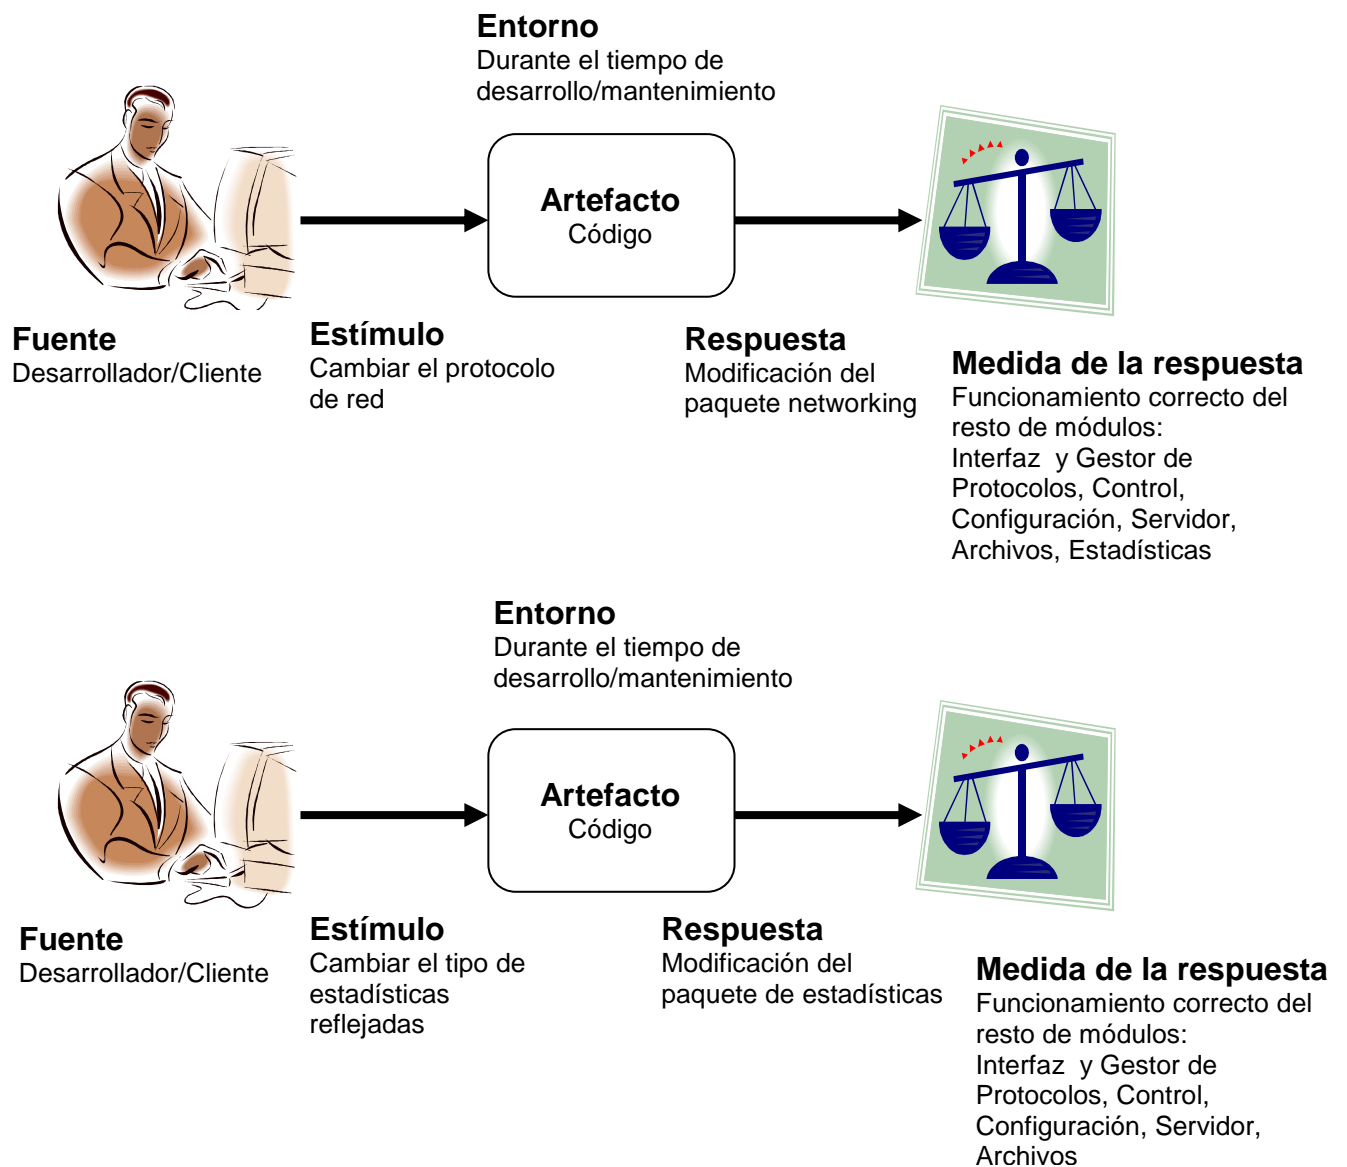 Entorno
Durante el tiempo de
desarrollo/mantenimiento
Artefacto
Código
Fuente
Desarrollador/Cliente
Estímulo
Cambiar el protocolo
de red
Respuesta
Modificación del
paquete networking
Medida de la respuesta
Funcionamiento correcto del
resto de módulos:
Interfaz  y Gestor de
Protocolos, Control,
Configuración, Servidor,
Archivos, Estadísticas
Entorno
Durante el tiempo de
desarrollo/mantenimiento
Artefacto
Código
Fuente
Desarrollador/Cliente
Estímulo
Cambiar el tipo de
estadísticas
reflejadas
Respuesta
Modificación del
paquete de estadísticas
Medida de la respuesta
Funcionamiento correcto del
resto de módulos:
Interfaz  y Gestor de
Protocolos, Control,
Configuración, Servidor,
Archivos